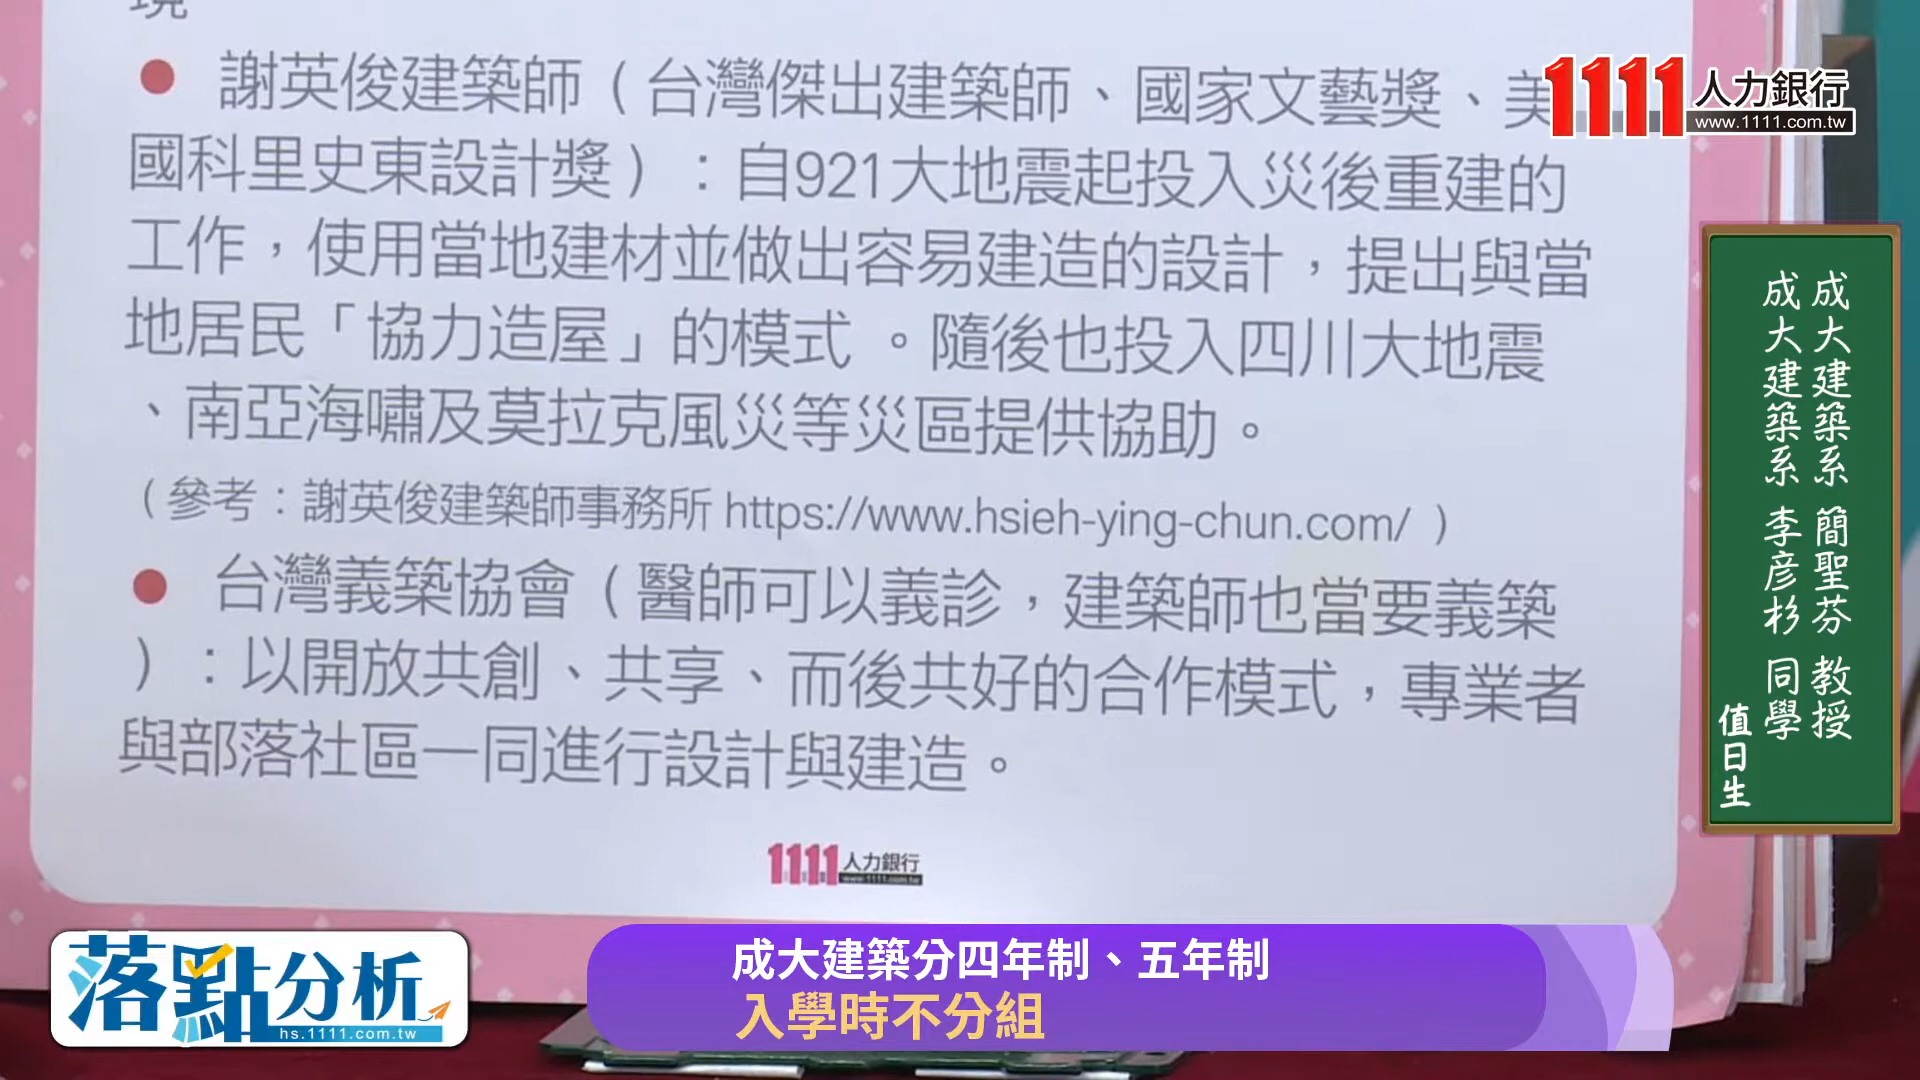 境
● 謝英俊建築師（台灣傑出建築師、國家文藝獎、美
國科里史東設計獎）：自921大地震起投入災後重建的
工作，使用當地建材並做出容易建造的設計，提出與當
地居民「協力造屋」的模式 。隨後也投入四川大地震
、南亞海嘯及莫拉克風災等災區提供協助。
（參考：謝英俊建築師事務所 https://www.hsieh-ying-chun.com/ ）
● 台灣義築協會（醫師可以義診，建築師也當要義築
）：以開放共創、共享、而後共好的合作模式，專業者
與部落社區一同進行設計與建造。
1111 人力銀行
www.1111.com.tw
1111 人力銀行
www.1111.com.tw
成大建築系 簡聖芬 教授
成大建築系 李彥杉 同學
值日生
落點分析
hs.1111.com.tw
成大建築分四年制、五年制
入學時不分組